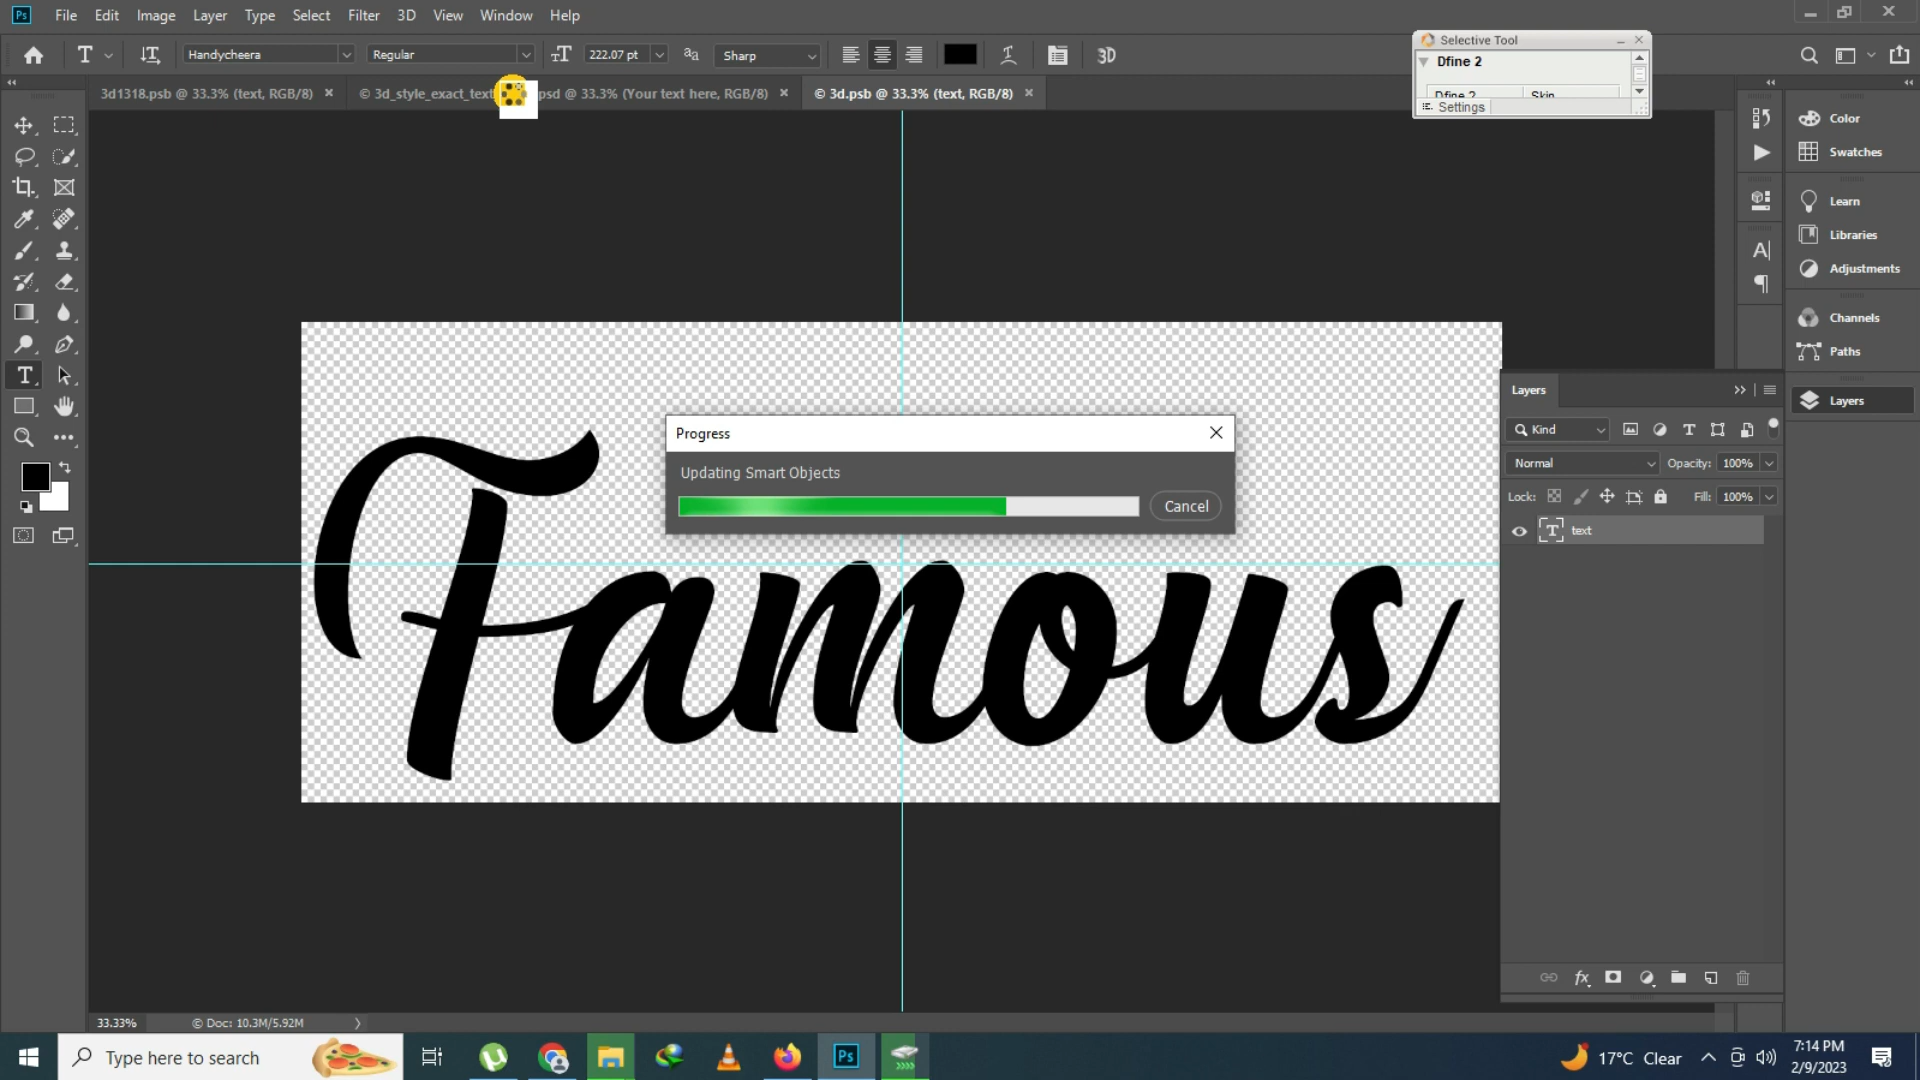 Ps File Edit Image Layer Type Select Filter 3D View Window Help
T Handycheera Regular 222.07 pt aa Sharp 3D
Selective Tool
Dfine 2
Settings
3d1318.psb @ 33.3% (text, RGB/8) × © 3d_style_exact_text psd @ 33.3% (Your text here, RGB/8) × © 3d.psb @ 33.3% (text, RGB/8) ×
Color
Swatches
Learn
Libraries
Adjustments
Channels
Paths
Layers
Layers
Kind
Normal Opacity: 100%
Lock: Fill: 100%
T text
fx
Progress
Updating Smart Objects
Cancel
Famous
33.33% © Doc: 10.3M/5.92M
Type here to search
Ps
17°C Clear
7:14 PM
2/9/2023